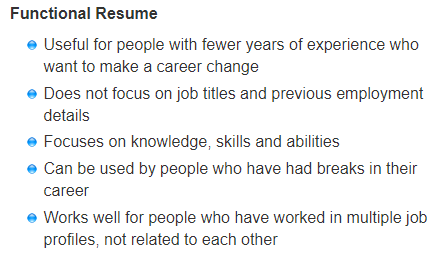 Functional Resume
Useful for people with fewer years of experience who
want to make a career change
Does not focus on job titles and previous employment
details
Focuses on knowledge, skills and abilities
Can be used by people who have had breaks in their
career
Works well for people who have worked in multiple job
profiles, not related to each other